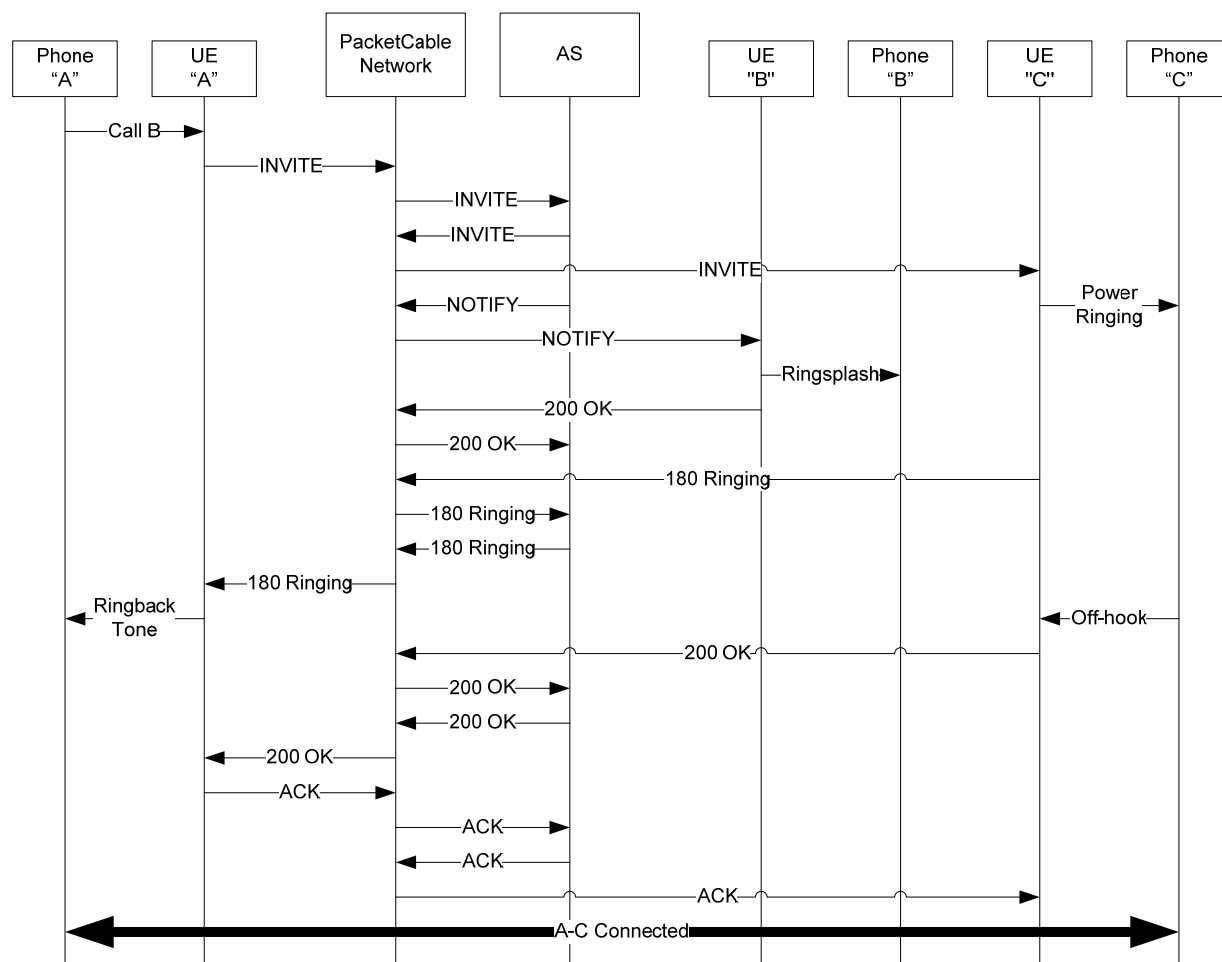 Phone
“A”
UE
“A”
PacketCable
Network
AS
UE
"B"
Phone
“B”
UE
"C"
Phone
“C”
Call B
INVITE
INVITE
INVITE
INVITE
NOTIFY
Power
Ringing
NOTIFY
Ringsplash
200 OK
200 OK
180 Ringing
180 Ringing
180 Ringing
180 Ringing
Ringback
Tone
Off-hook
200 OK
200 OK
200 OK
200 OK
ACK
ACK
ACK
ACK
A-C Connected